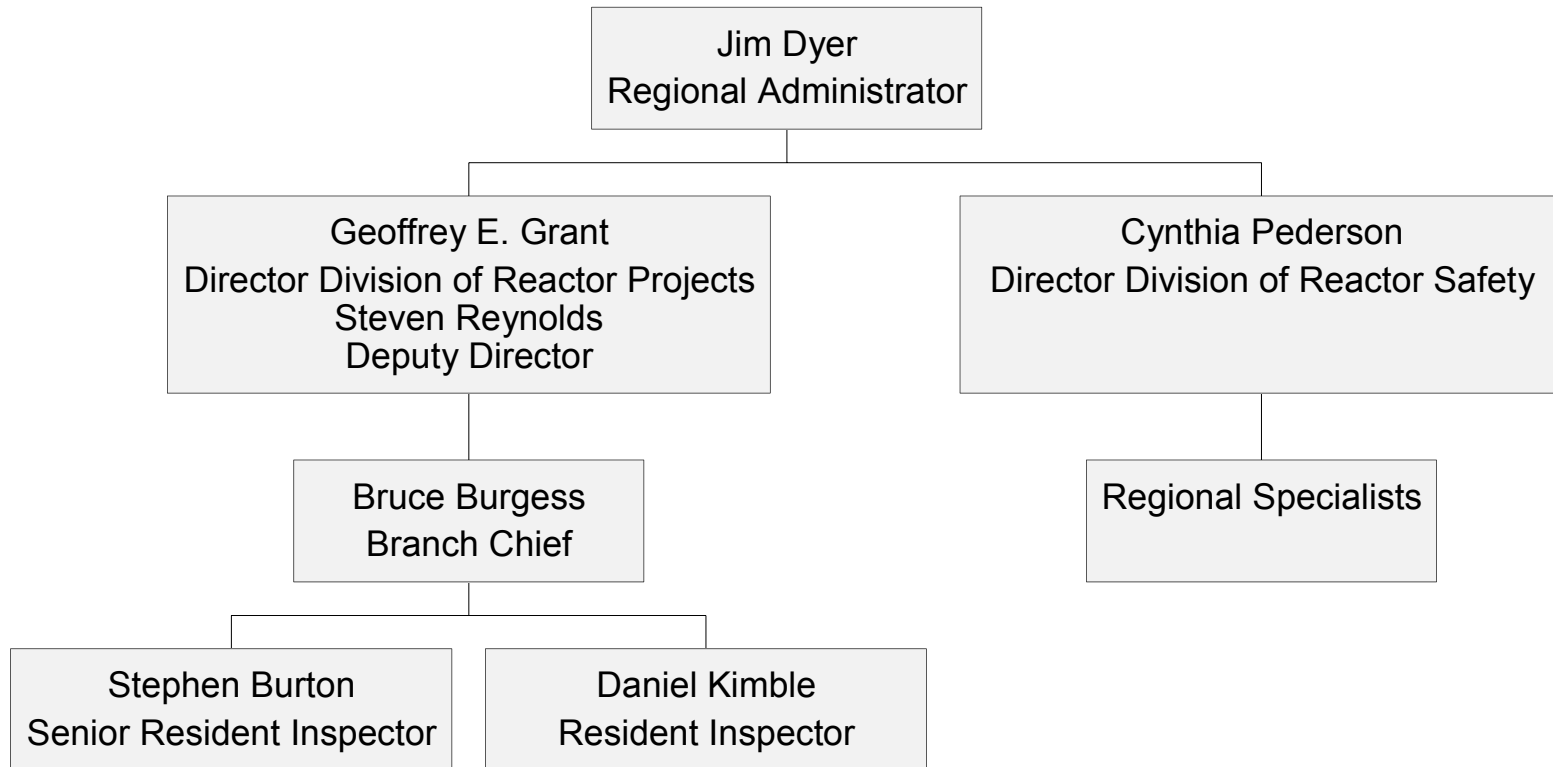 Jim Dyer
Regional Administrator
Geoffrey E. Grant
Director Division of Reactor Projects
Steven Reynolds
Deputy Director
Cynthia Pederson
Director Division of Reactor Safety
Bruce Burgess
Branch Chief
Regional Specialists
Stephen Burton
Senior Resident Inspector
Daniel Kimble
Resident Inspector